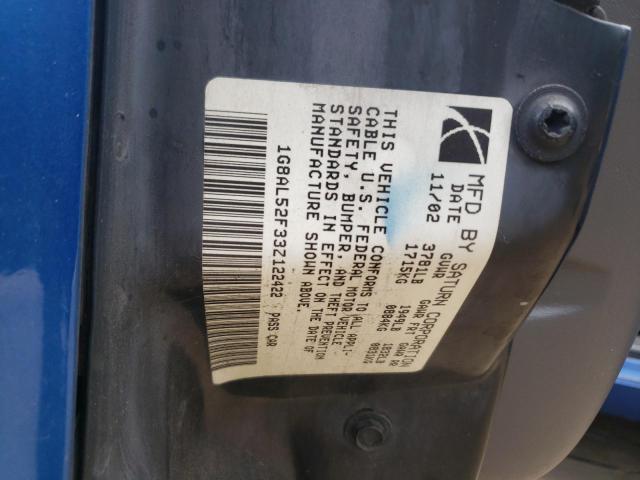 MFD BY SATURN CORPORATION
DATE GVWR GAWR FRT GAWR RR
11/02 3781LB 1949LB 1832LB
1715KG 0884KG 0831KG
THIS VEHICLE CONFORMS TO ALL APPLI-
CABLE U.S. FEDERAL MOTOR VEHICLE
SAFETY, BUMPER, AND THEFT PREVENTION
STANDARDS IN EFFECT ON THE DATE OF
MANUFACTURE SHOWN ABOVE.
1G8AL52F33Z122422 PASS CAR